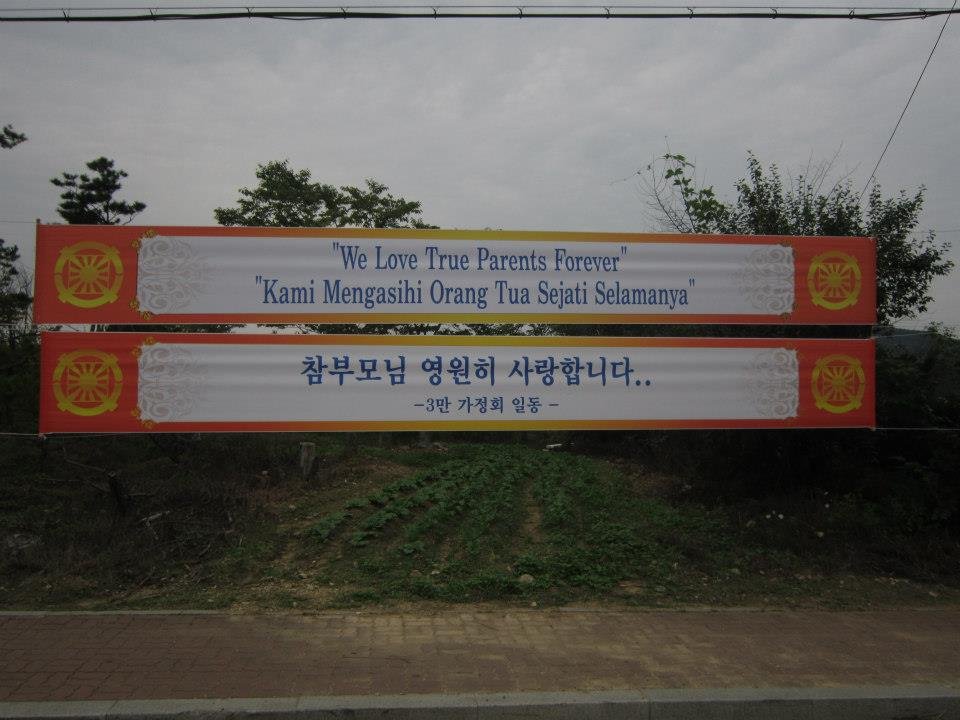 "We Love True Parents Forever"
"Kami Mengasihi Orang Tua Sejati Selamanya"
참부모님 영원히 사랑합니다..
-3만 가정회 일동 -